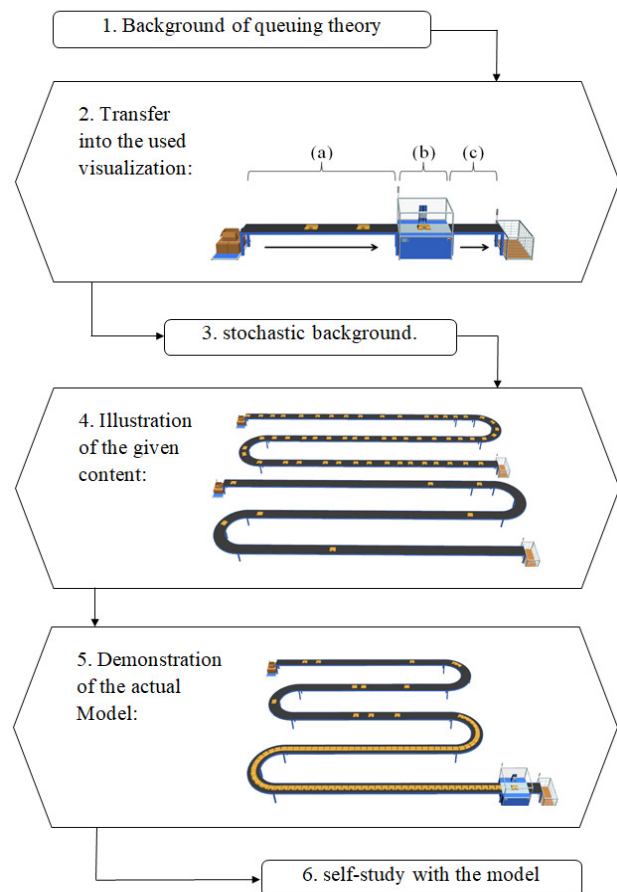 1. Background of queuing theory
2. Transfer
into the used
visualization:
(a) (b) (c)
3. stochastic background.
4. Illustration
of the given
content:
5. Demonstration
of the actual
Model:
6. self-study with the model